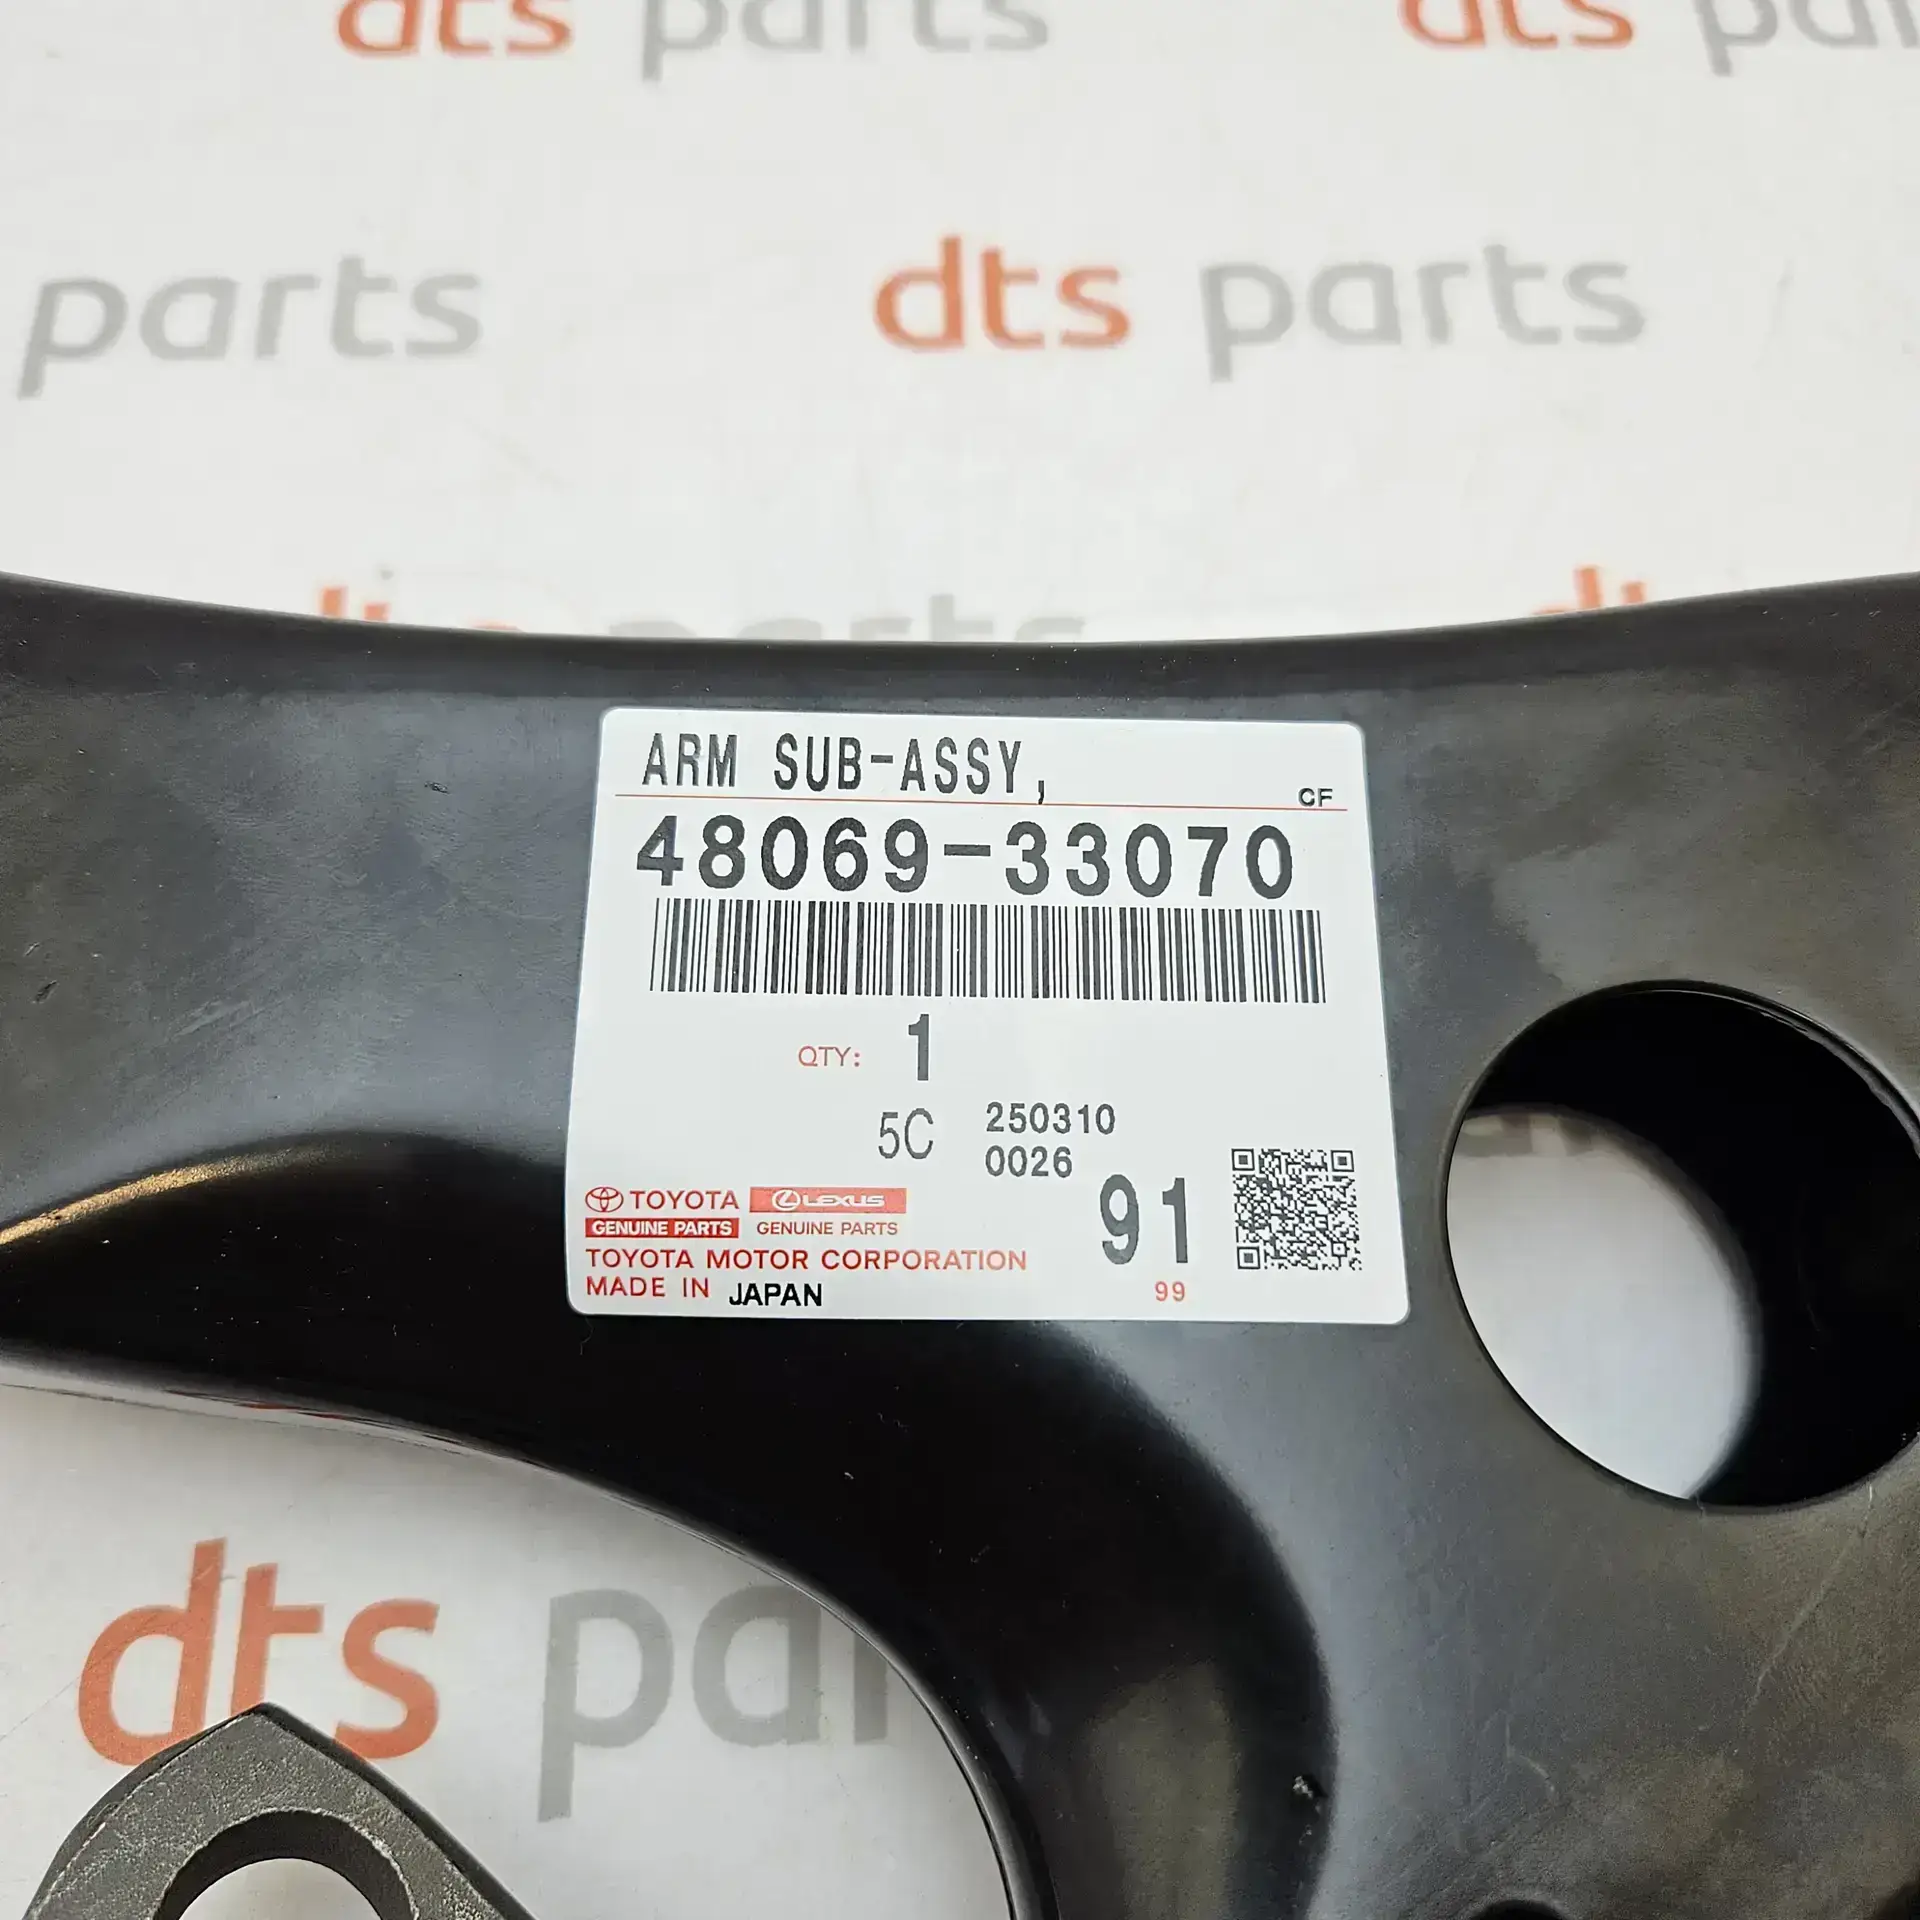 dts parts
dts
parts
dts parts
ARM SUB-ASSY,
CF
48069-33070
QTY: 1
5C
250310
0026
91
TOYOTA
GENUINE PARTS
LEXUS
GENUINE PARTS
TOYOTA MOTOR CORPORATION
MADE IN JAPAN
99
dts